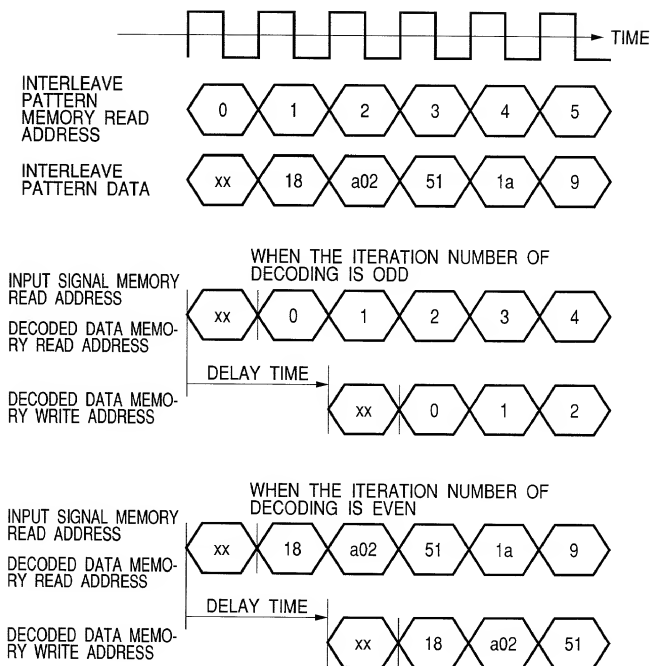 TIME
INTERLEAVE
PATTERN
MEMORY READ
ADDRESS
0 1 2 3 4 5
INTERLEAVE
PATTERN DATA
xx 18 a02 51 1a 9
WHEN THE ITERATION NUMBER OF
DECODING IS ODD
INPUT SIGNAL MEMORY
READ ADDRESS
DECODED DATA MEMO-
RY READ ADDRESS
xx 0 1 2 3 4
DELAY TIME
DECODED DATA MEMO-
RY WRITE ADDRESS
xx 0 1 2
WHEN THE ITERATION NUMBER OF
DECODING IS EVEN
INPUT SIGNAL MEMORY
READ ADDRESS
DECODED DATA MEMO-
RY READ ADDRESS
xx 18 a02 51 1a 9
DELAY TIME
DECODED DATA MEMO-
RY WRITE ADDRESS
xx 18 a02 51